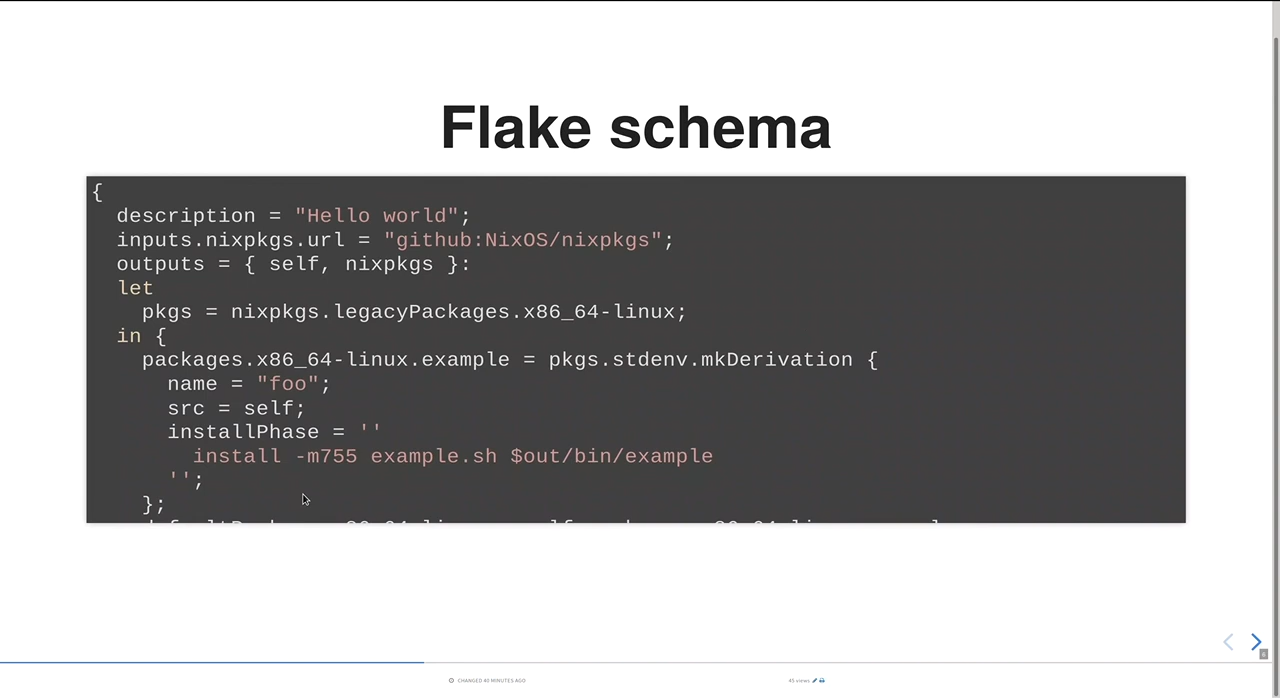 Flake schema
{
  description = "Hello world";
  inputs.nixpkgs.url = "github:NixOS/nixpkgs";
  outputs = { self, nixpkgs }:
  let
    pkgs = nixpkgs.legacyPackages.x86_64-linux;
  in {
    packages.x86_64-linux.example = pkgs.stdenv.mkDerivation {
      name = "foo";
      src = self;
      installPhase = ''
        install -m755 example.sh $out/bin/example
      '';
    };
CHANGED 40 MINUTES AGO
45 views